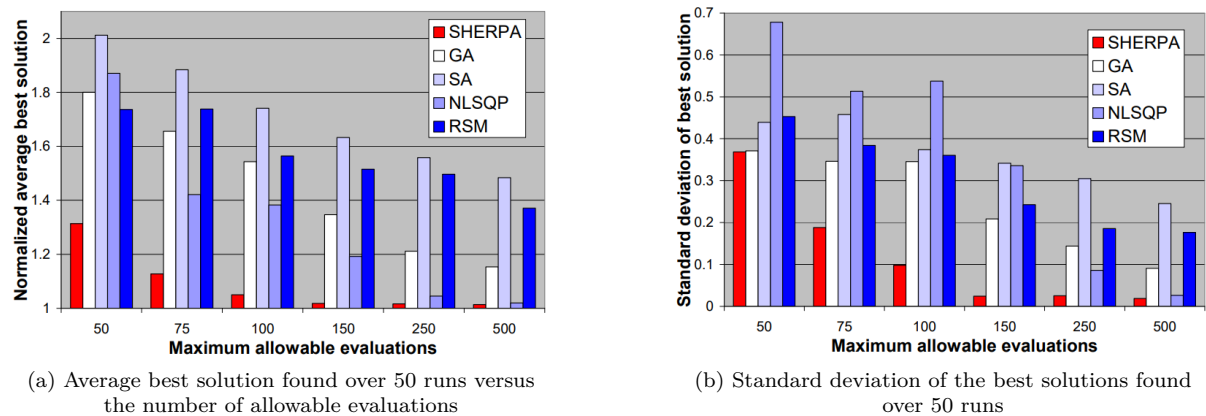 Normalized average best solution
2
1.8
1.6
1.4
1.2
1
SHERPA
GA
SA
NLSQP
RSM
50 75 100 150 250 500
Maximum allowable evaluations
(a) Average best solution found over 50 runs versus
the number of allowable evaluations
Standard deviation of best solution
0.7
0.6
0.5
0.4
0.3
0.2
0.1
0
SHERPA
GA
SA
NLSQP
RSM
50 75 100 150 250 500
Maximum allowable evaluations
(b) Standard deviation of the best solutions found
over 50 runs